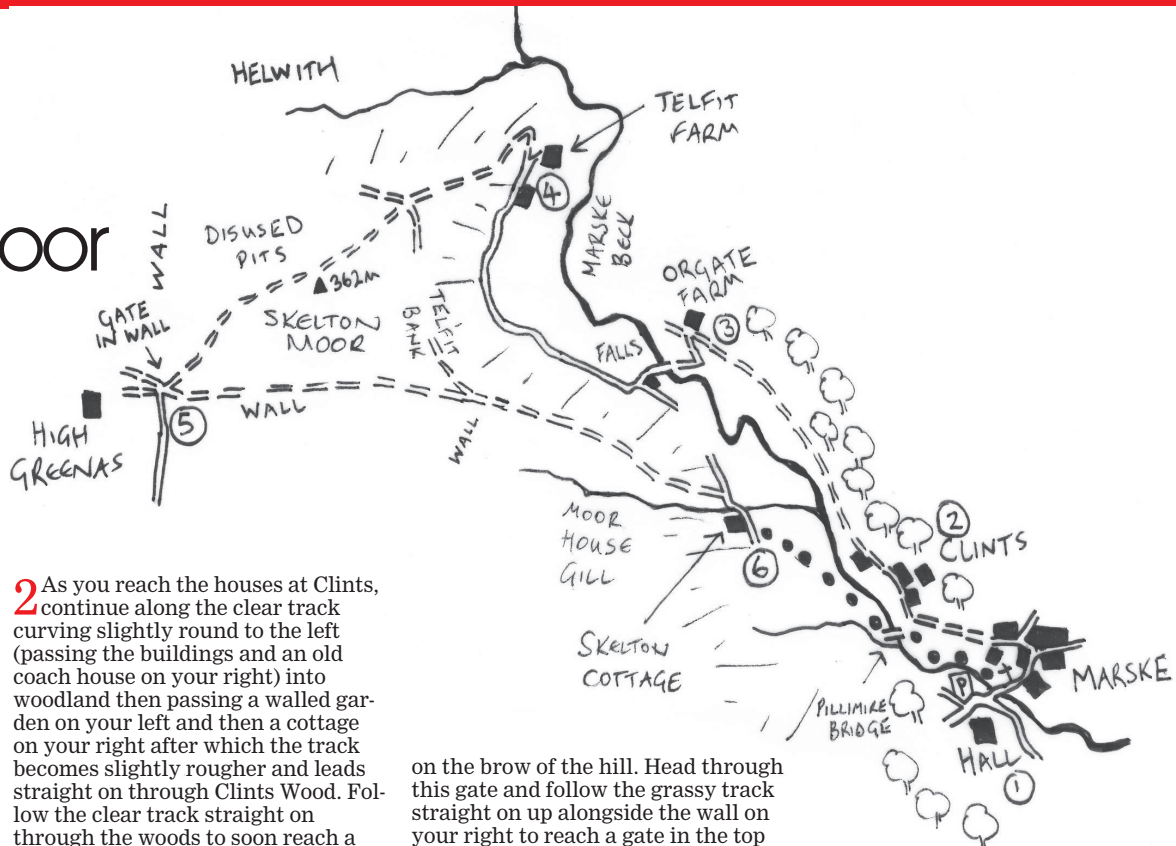 oor
HELWITH
TELFIT
FARM
4
MARSKE
BECK
WALL
DISUSED
PITS
362M
GATE
IN WALL
SKELTON
MOOR
TELFIT
BANK
ORGATE
FARM
3
FALLS
5
WALL
HIGH
GREENAS
WALL
MOOR
HOUSE
GILL
6
2
CLINTS
SKELTON
COTTAGE
PILLIMIRE
BRIDGE
P
MARSKE
HALL
1
2 As you reach the houses at Clints,
continue along the clear track
curving slightly round to the left
(passing the buildings and an old
coach house on your right) into
woodland then passing a walled gar-
den on your left and then a cottage
on your right after which the track
becomes slightly rougher and leads
straight on through Clints Wood. Fol-
low the clear track straight on
through the woods to soon reach a
on the brow of the hill. Head through
this gate and follow the grassy track
straight on up alongside the wall on
your right to reach a gate in the top